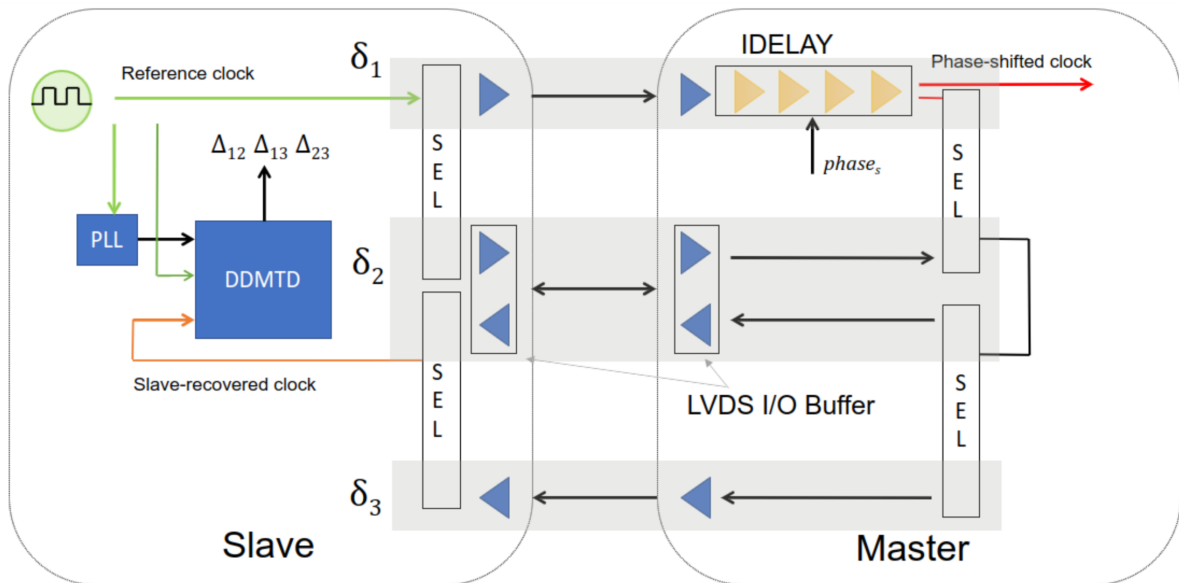 IDELAY
δ1
Reference clock
Phase-shifted clock
Δ12 Δ13 Δ23
S
E
L
phases
S
E
L
PLL
DDMTD
δ2
Slave-recovered clock
S
E
L
LVDS I/O Buffer
S
E
L
δ3
Slave
Master